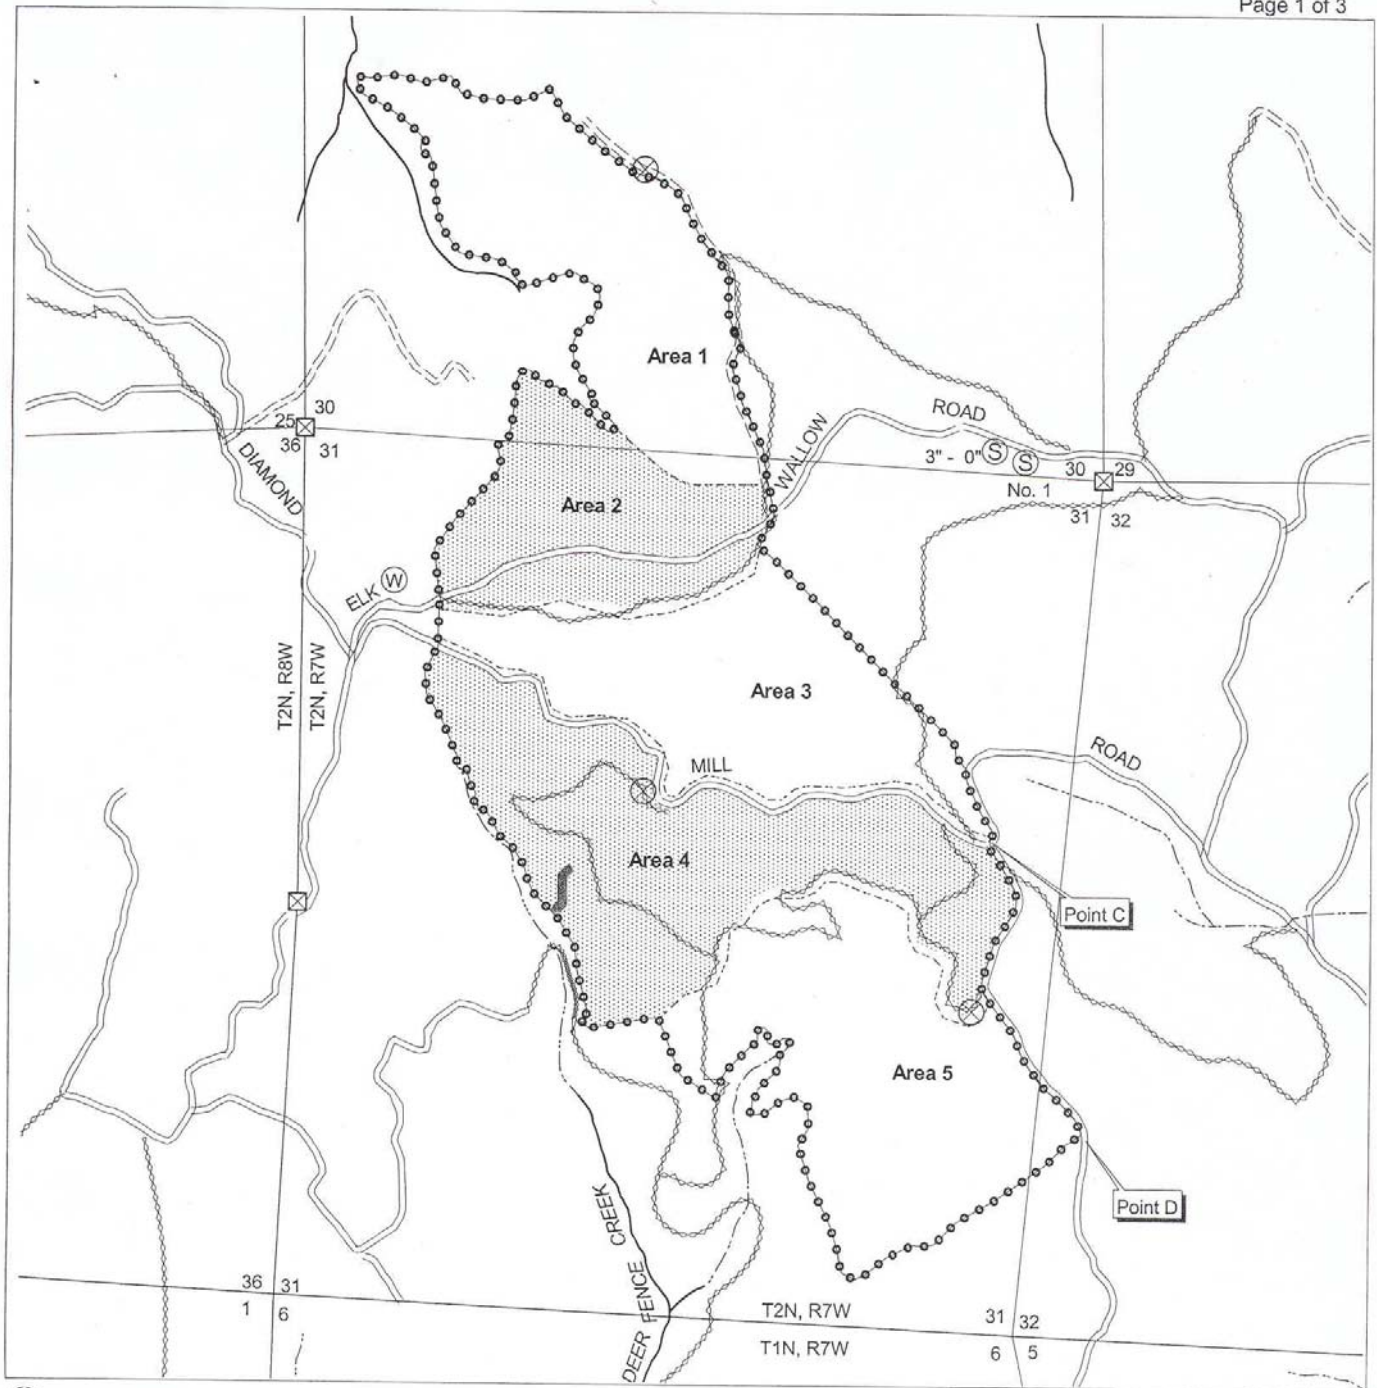 Page 1 of 3
Area 1
ROAD
WALLOW
3" - 0" S S
No. 1
25 30
36 31
30 29
31 32
DIAMOND
Area 2
ELK W
T2N, R8W
T2N, R7W
Area 3
MILL
ROAD
Area 4
Point C
Area 5
Point D
DEER FENCE CREEK
36 31
1 6
T2N, R7W
T1N, R7W
31 32
6 5